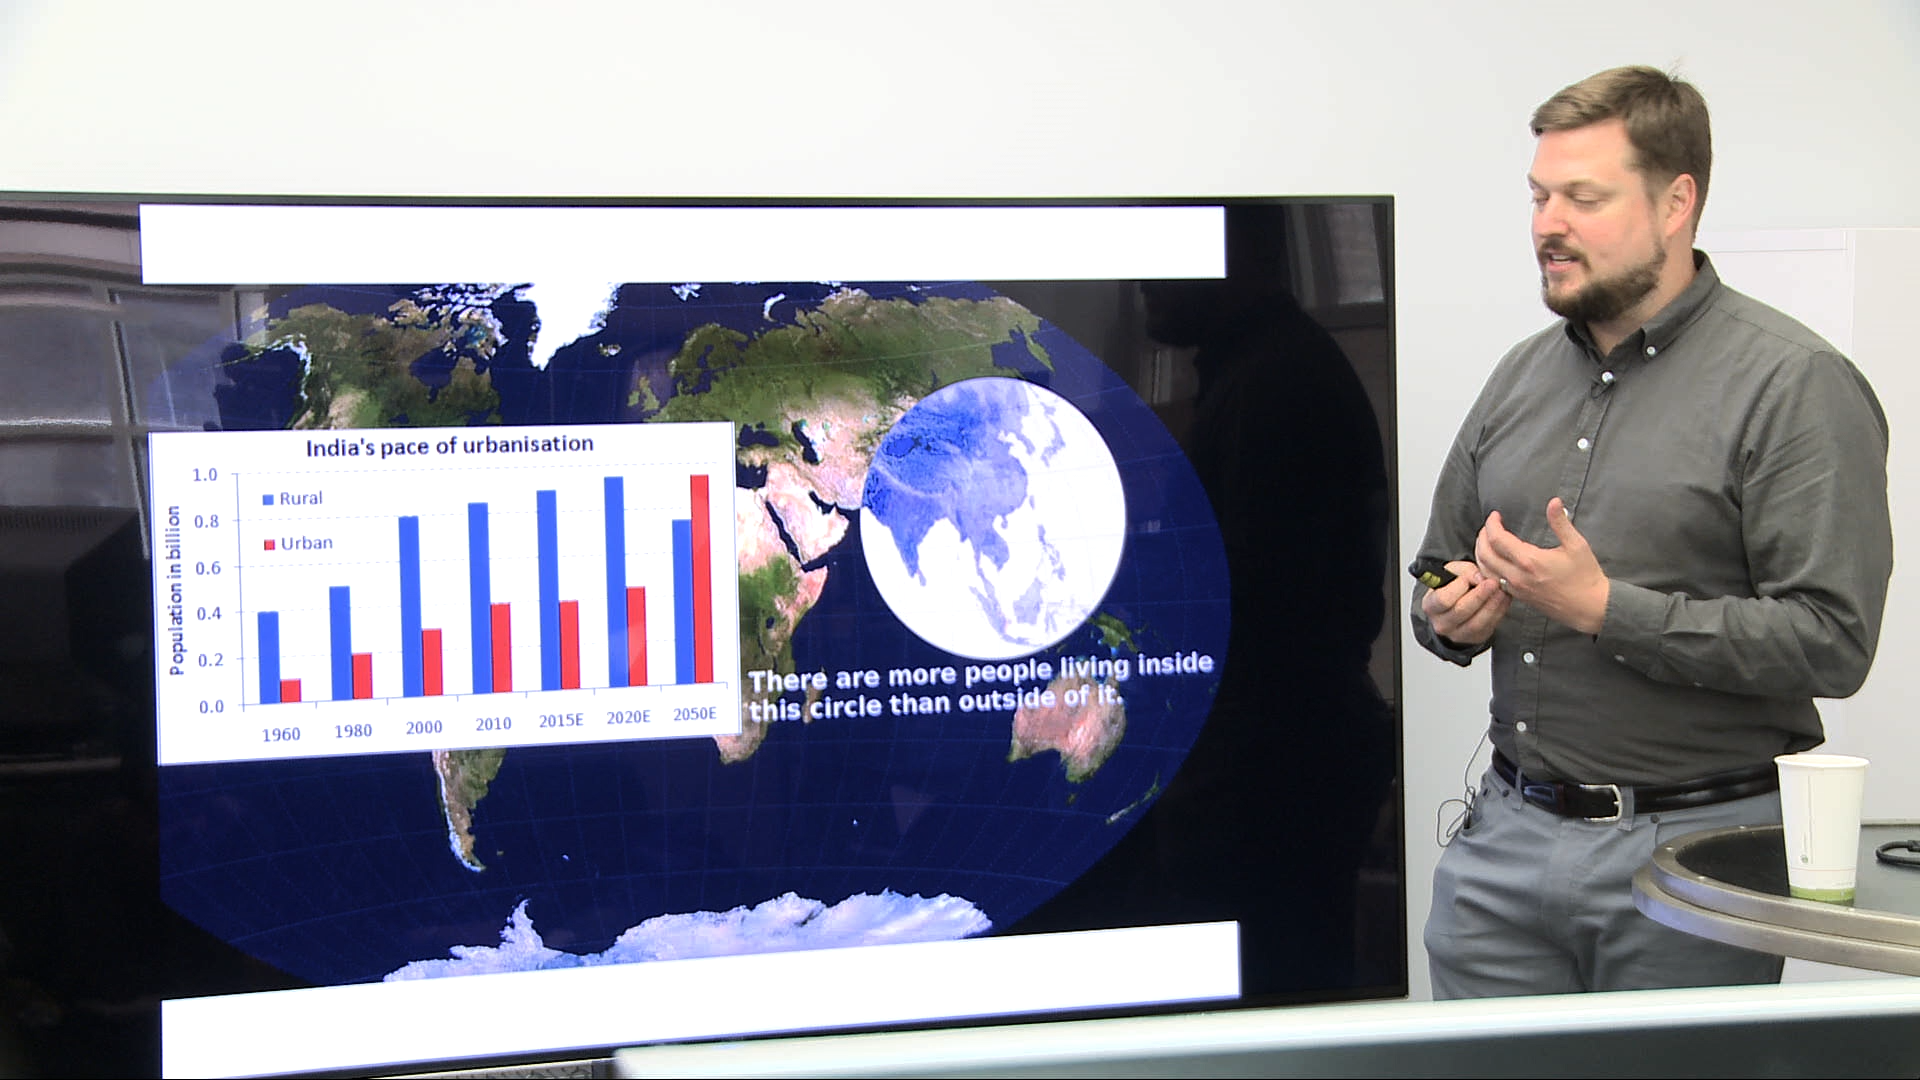 India's pace of urbanisation
Population in billion
1.0
0.8
0.6
0.4
0.2
0.0
Rural
Urban
1960 1980 2000 2010 2015E 2020E 2050E
There are more people living inside
this circle than outside of it.